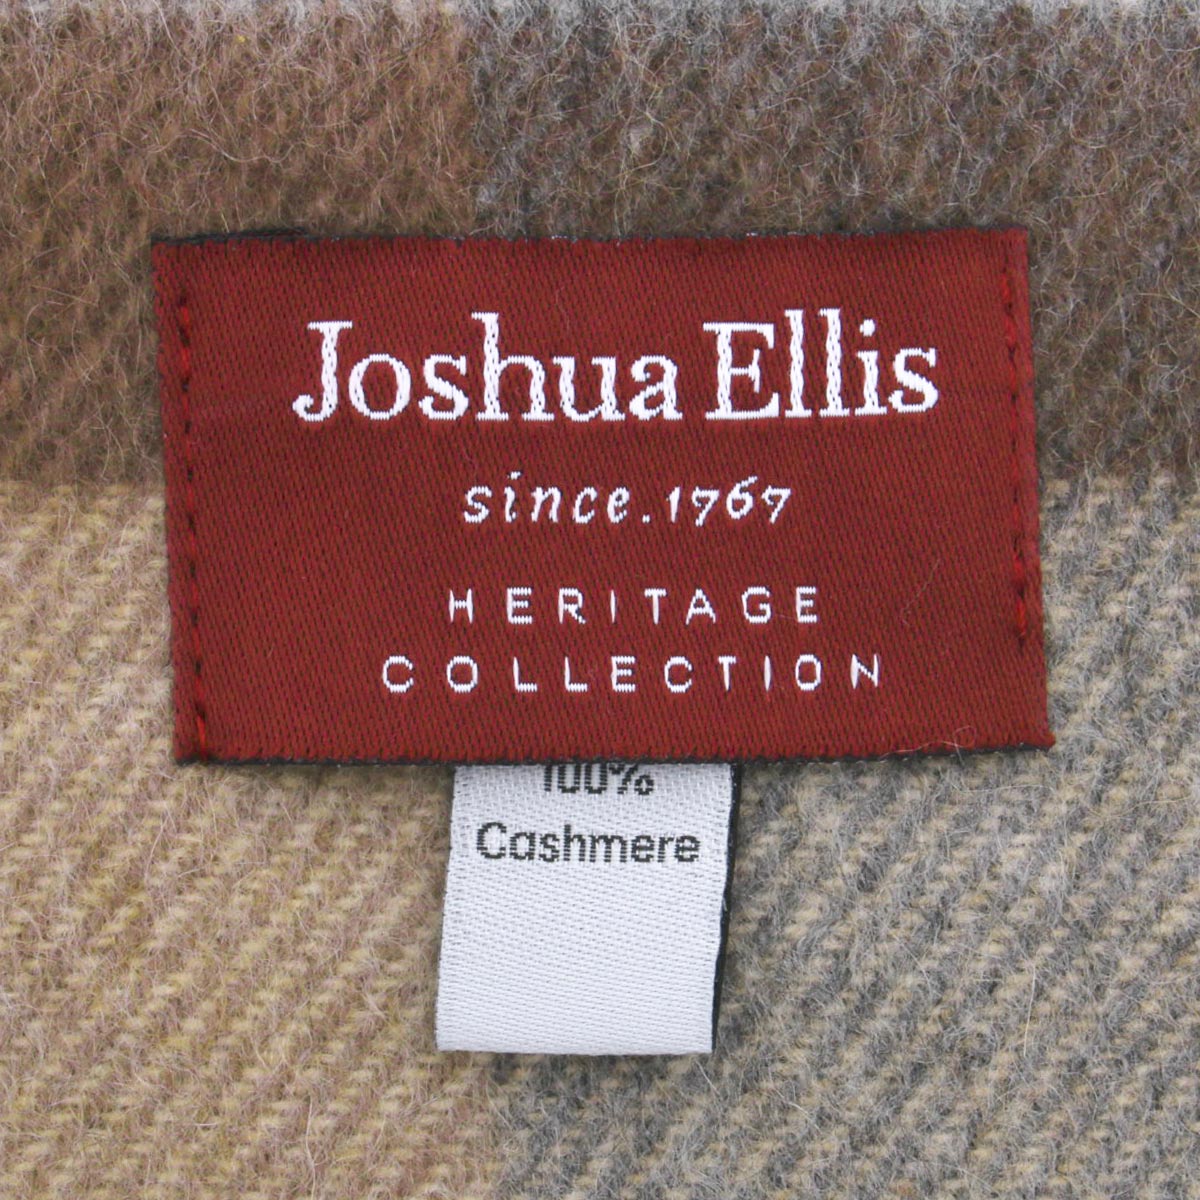 Joshua Ellis
since.1767
HERITAGE
COLLECTION
100%
Cashmere